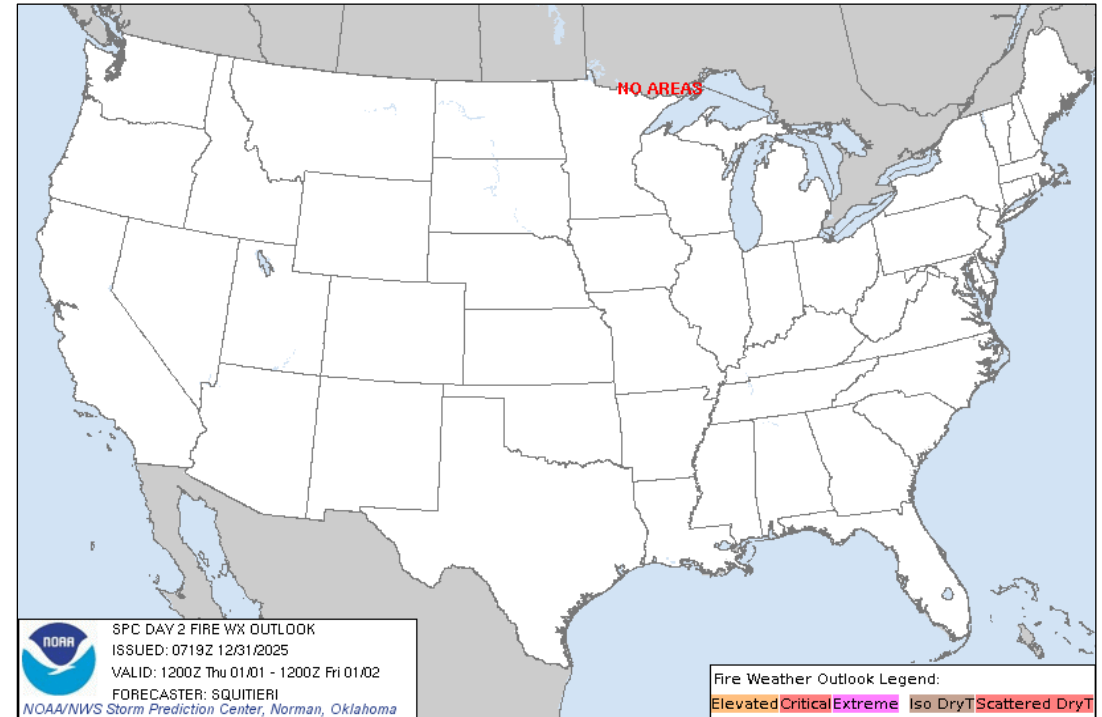 NO AREAS
NOAA
SPC DAY 2 FIRE WX OUTLOOK
ISSUED: 0719Z 12/31/2025
VALID: 1200Z Thu 01/01 - 1200Z Fri 01/02
FORECASTER: SQUITIERI
NOAA/NWS Storm Prediction Center, Norman, Oklahoma
Fire Weather Outlook Legend:
Elevated Critical Extreme Iso DryT Scattered DryT